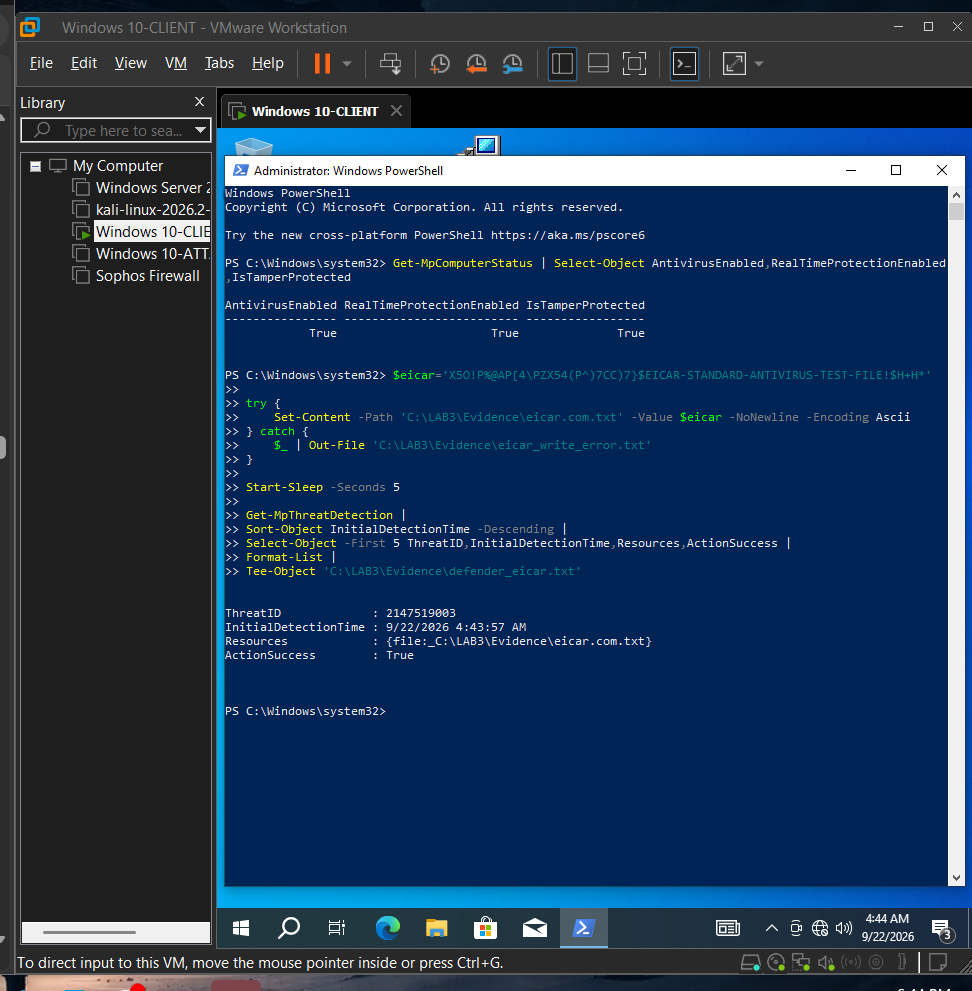 Windows 10-CLIENT - VMware Workstation
File Edit View VM Tabs Help
Library
Type here to sea...
My Computer
Windows Server 2
kali-linux-2026.2-
Windows 10-CLIE
Windows 10-ATT.
Sophos Firewall
Windows 10-CLIENT
Administrator: Windows PowerShell
Windows PowerShell
Copyright (C) Microsoft Corporation. All rights reserved.
Try the new cross-platform PowerShell https://aka.ms/pscore6
PS C:\Windows\system32> Get-MpComputerStatus | Select-Object AntivirusEnabled,RealTimeProtectionEnabled
,IsTamperProtected
AntivirusEnabled RealTimeProtectionEnabled IsTamperProtected
---------------- ------------------------- -----------------
True True True
PS C:\Windows\system32> $eicar='X5O!P%@AP[4\PZX54(P^)7CC)7}$EICAR-STANDARD-ANTIVIRUS-TEST-FILE!$H+H*'
>>
>> try {
>>     Set-Content -Path 'C:\LAB3\Evidence\eicar.com.txt' -Value $eicar -NoNewline -Encoding Ascii
>> } catch {
>>     $_ | Out-File 'C:\LAB3\Evidence\eicar_write_error.txt'
>> }
>>
>> Start-Sleep -Seconds 5
>>
>> Get-MpThreatDetection |
>> Sort-Object InitialDetectionTime -Descending |
>> Select-Object -First 5 ThreatID,InitialDetectionTime,Resources,ActionSuccess |
>> Format-List |
>> Tee-Object 'C:\LAB3\Evidence\defender_eicar.txt'
ThreatID : 2147519003
InitialDetectionTime : 9/22/2026 4:43:57 AM
Resources : {file:_C:\LAB3\Evidence\eicar.com.txt}
ActionSuccess : True
PS C:\Windows\system32>
4:44 AM
9/22/2026
3
To direct input to this VM, move the mouse pointer inside or press Ctrl+G.